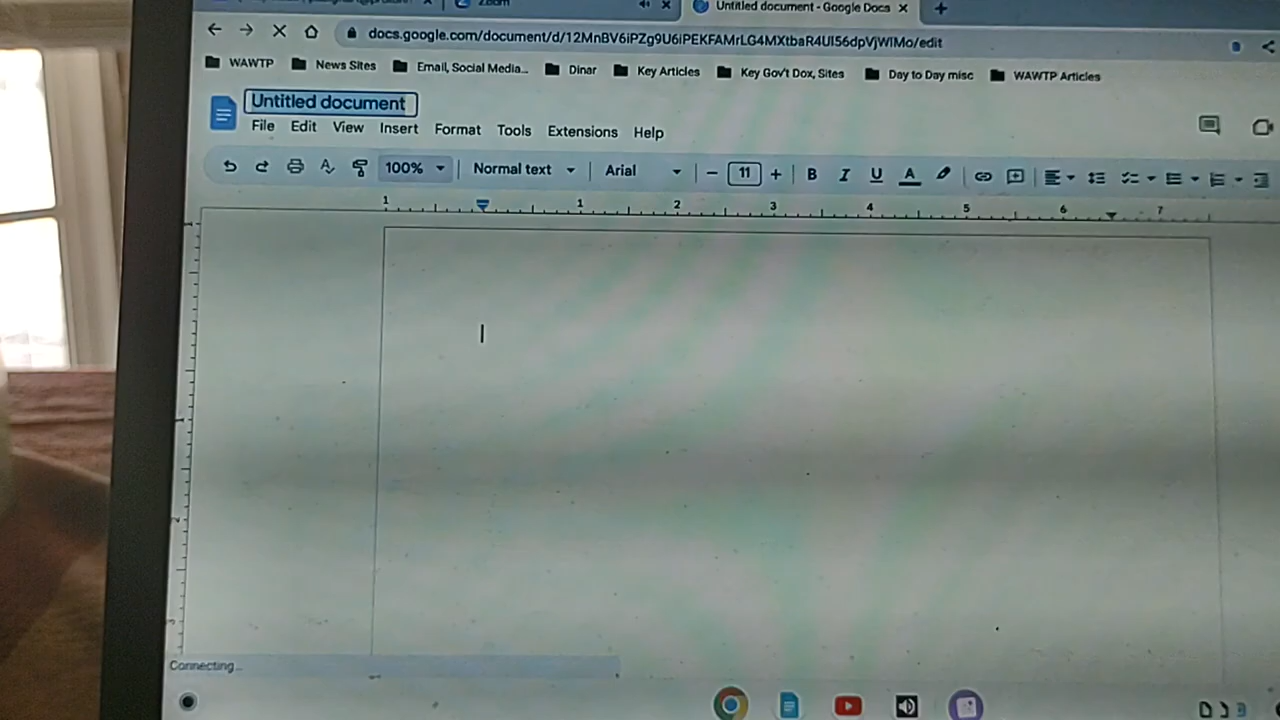 Zoom
Untitled document - Google Docs
docs.google.com/document/d/12MnBV6iPZg9U6iPEKFAMrLG4MXtbaR4UI56dpVjWIMo/edit
WAWTP News Sites Email, Social Media... Dinar Key Articles Key Gov't Dox, Sites Day to Day misc WAWTP Articles
Untitled document
File Edit View Insert Format Tools Extensions Help
100% Normal text Arial 11 B I U A
1 1 2 3 4 5 6 7
Connecting...